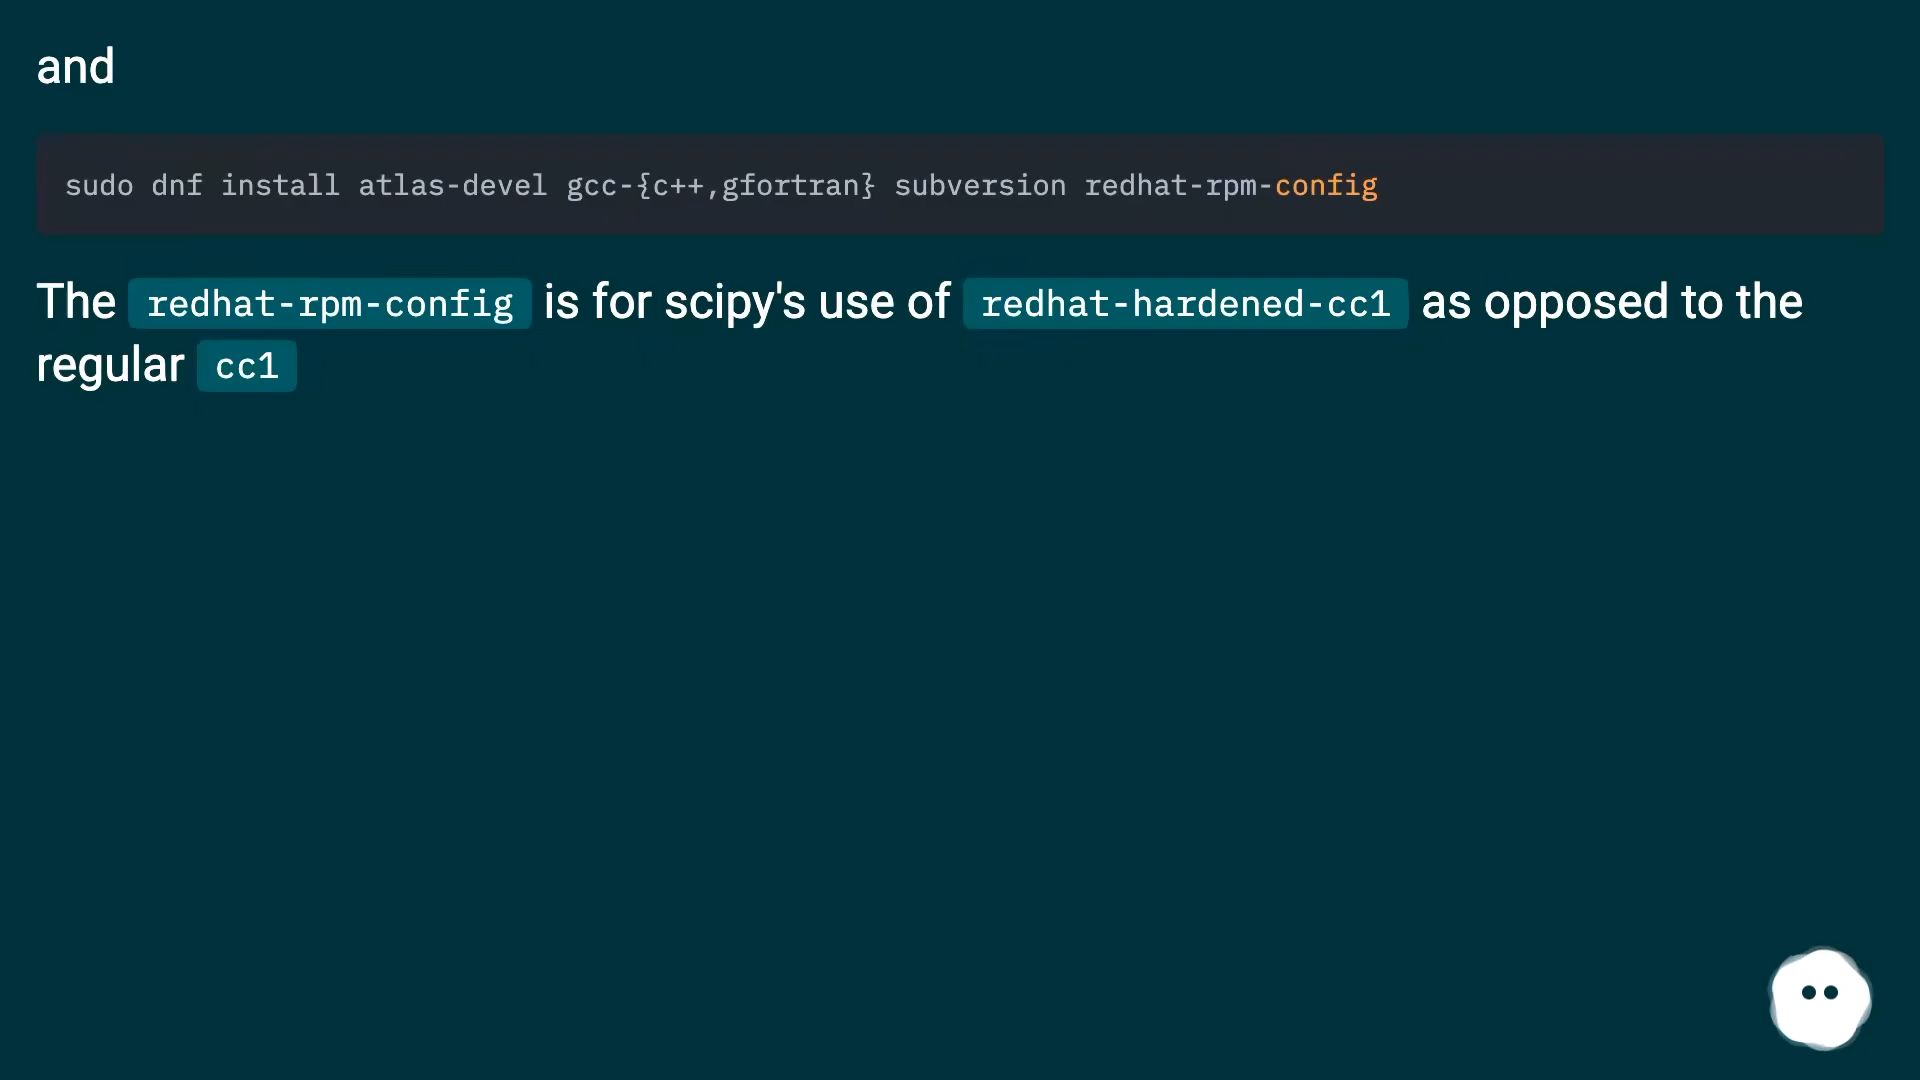 and
sudo dnf install atlas-devel gcc-{c++,gfortran} subversion redhat-rpm-config
The redhat-rpm-config is for scipy's use of redhat-hardened-cc1 as opposed to the
regular cc1